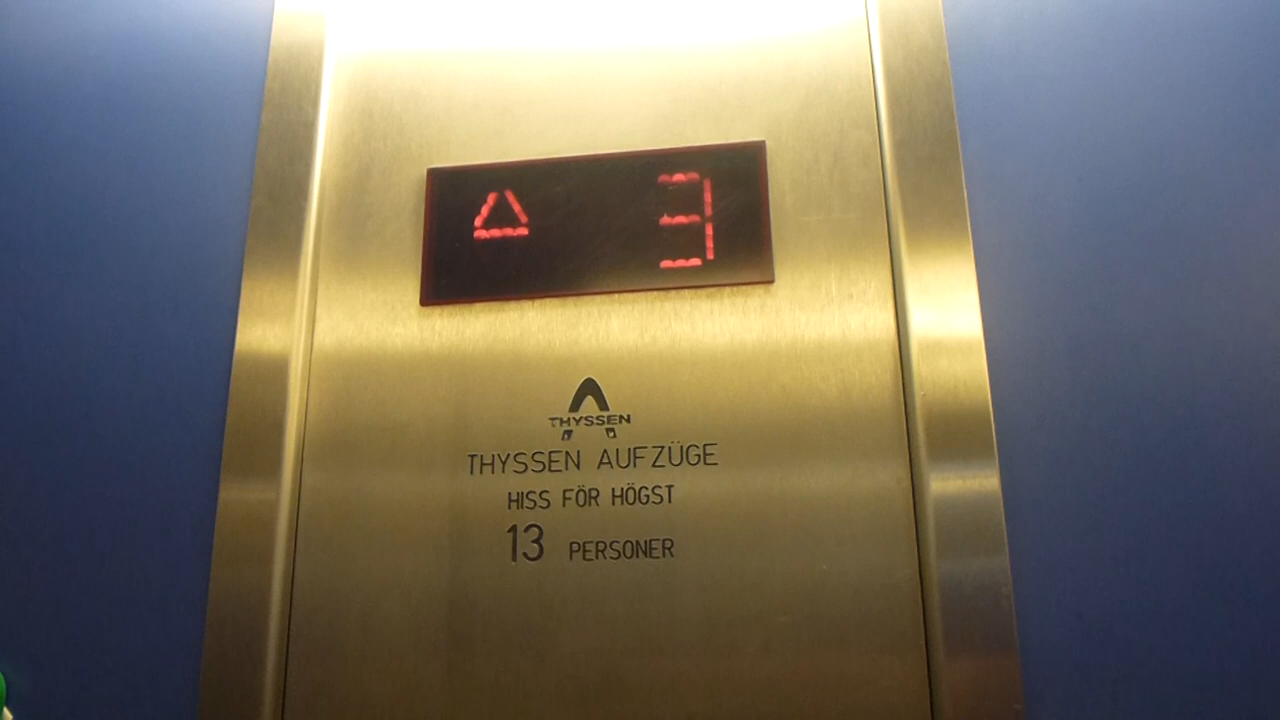 3
THYSSEN
THYSSEN AUFZÜGE
HISS FÖR HÖGST
13 PERSONER